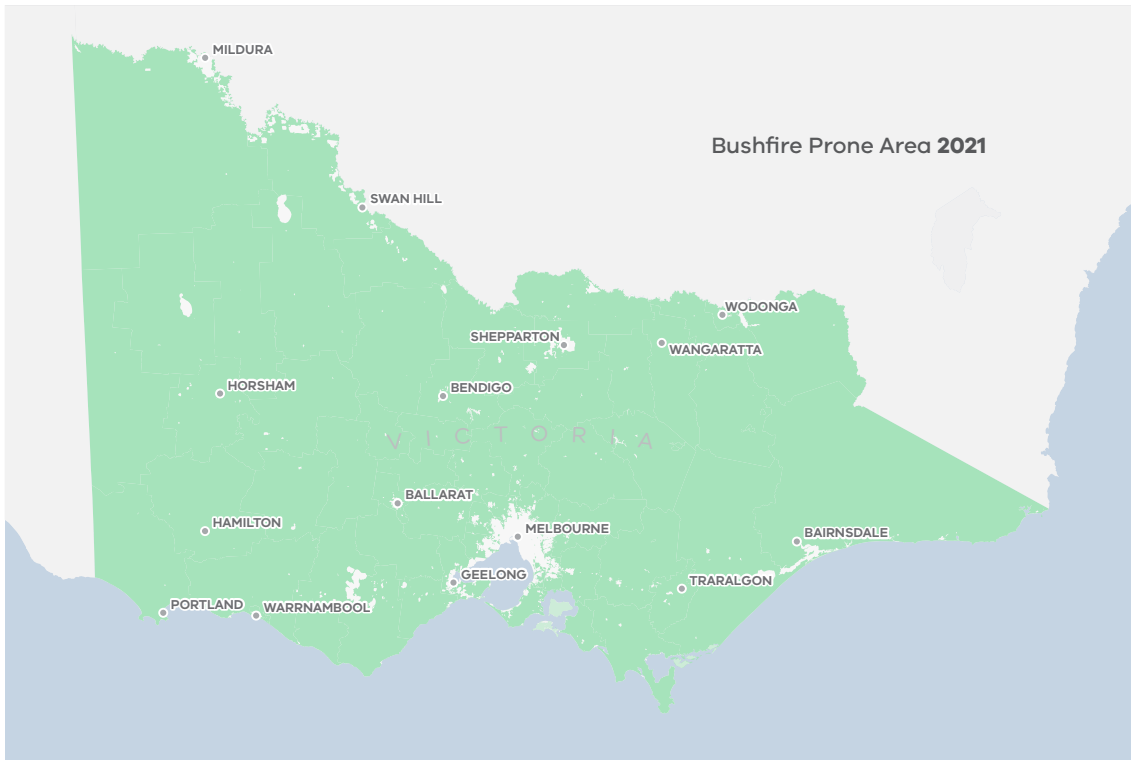 MILDURA
Bushfire Prone Area 2021
SWAN HILL
WODONGA
SHEPPARTON
WANGARATTA
HORSHAM
BENDIGO
VICTORIA
BALLARAT
HAMILTON
MELBOURNE
BAIRNSDALE
GEELONG
TRARALGON
PORTLAND
WARRNAMBOOL